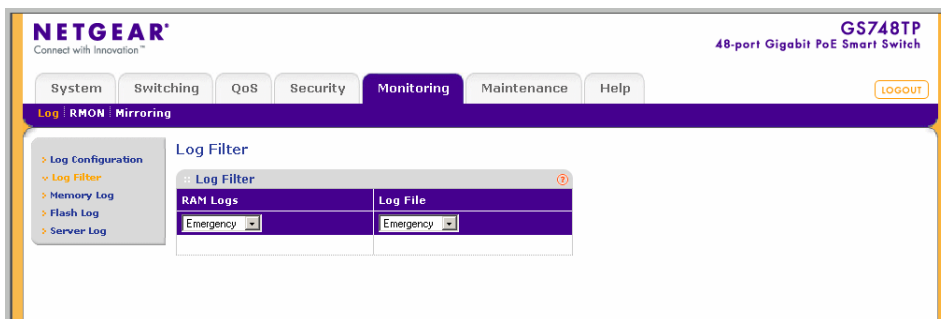 NETGEAR®
Connect with Innovation™
GS748TP
48-port Gigabit PoE Smart Switch
System Switching QoS Security Monitoring Maintenance Help
LOGOUT
Log RMON Mirroring
Log Configuration
Log Filter
Memory Log
Flash Log
Server Log
Log Filter
Log Filter ?
RAM Logs Log File
Emergency Emergency